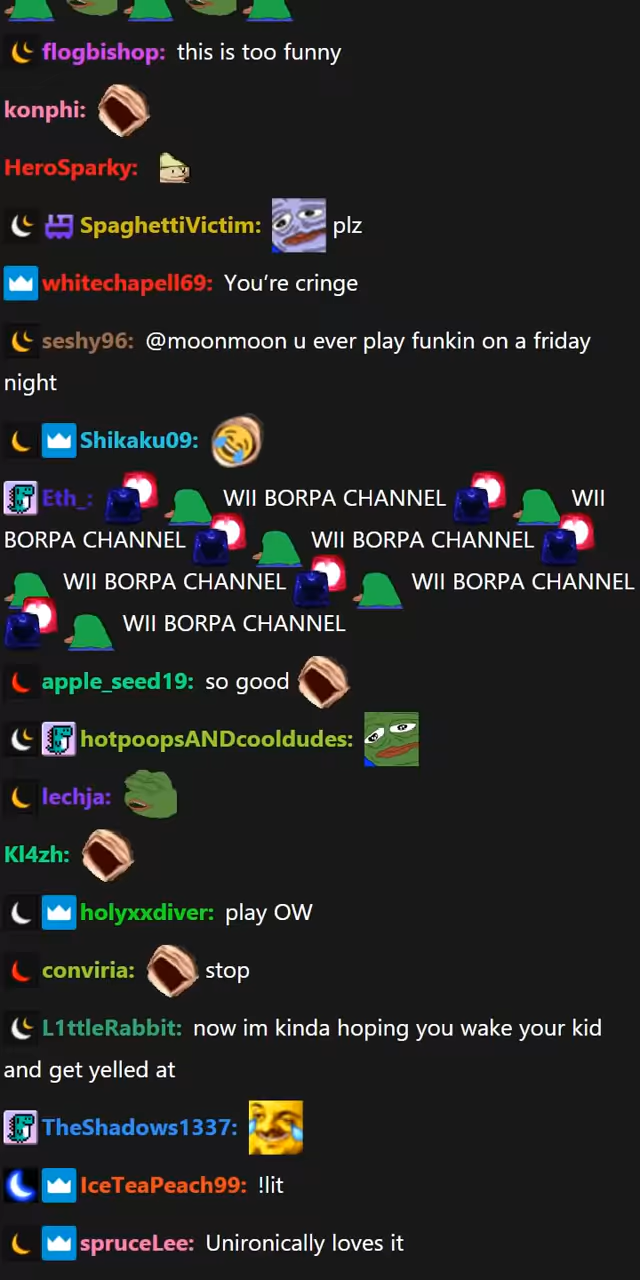 flogbishop: this is too funny
konphi:
HeroSparky:
SpaghettiVictim: plz
whitechapell69: You’re cringe
seshy96: @moonmoon u ever play funkin on a friday
night
Shikaku09:
Eth_: WII BORPA CHANNEL WII
BORPA CHANNEL WII BORPA CHANNEL
WII BORPA CHANNEL WII BORPA CHANNEL
WII BORPA CHANNEL
apple_seed19: so good
hotpoopsANDcooldudes:
lechja:
Kl4zh:
holyxxdiver: play OW
conviria: stop
L1ttleRabbit: now im kinda hoping you wake your kid
and get yelled at
TheShadows1337:
IceTeaPeach99: !lit
spruceLee: Unironically loves it